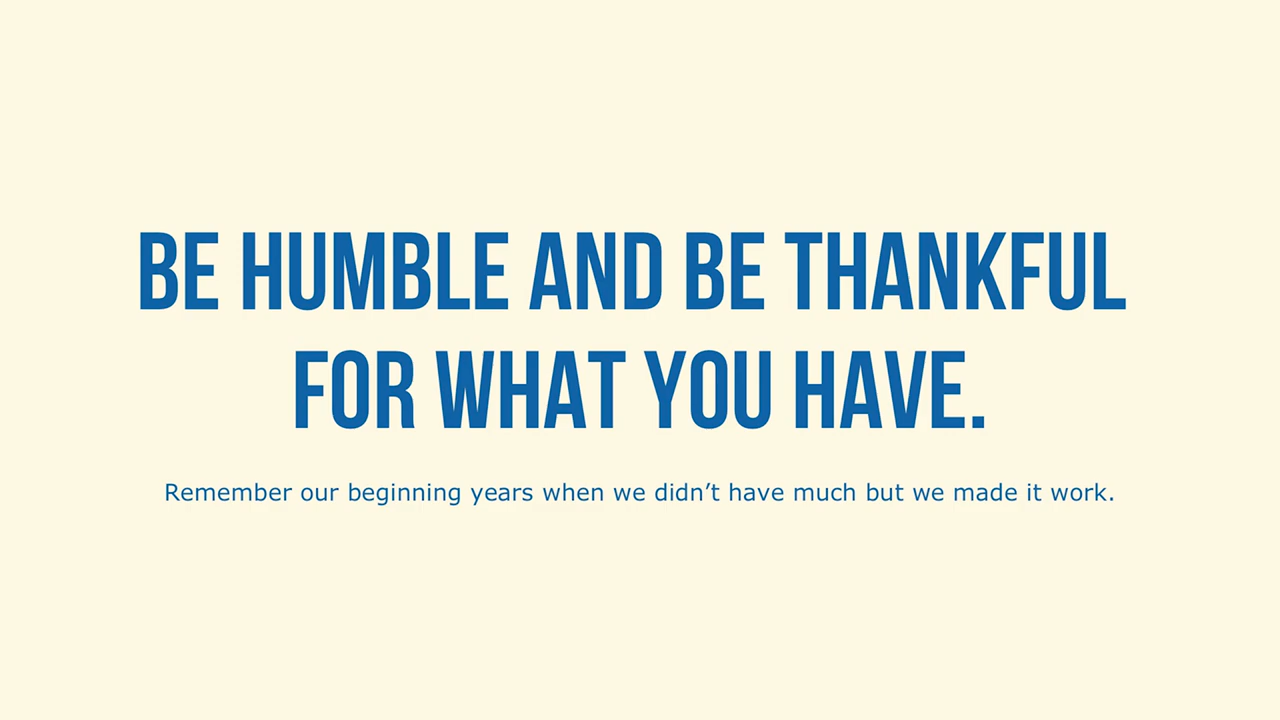 BE HUMBLE AND BE THANKFUL
FOR WHAT YOU HAVE.
Remember our beginning years when we didn’t have much but we made it work.